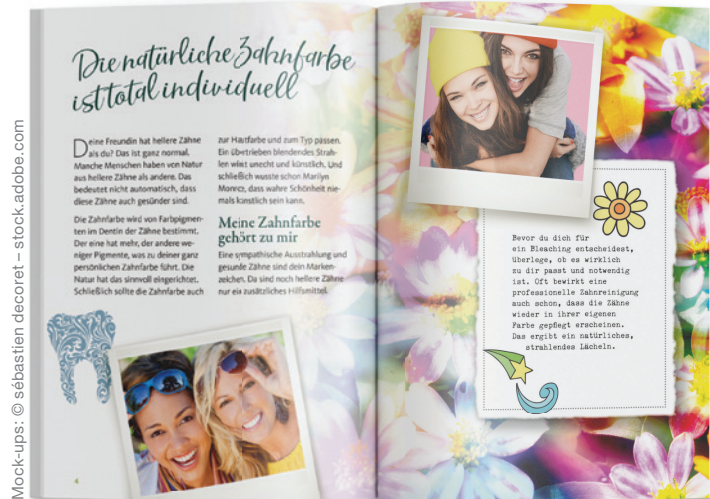 Die natürliche Zahnfarbe
ist total individuell
Deine Freundin hat hellere Zähne
als du? Das ist ganz normal.
Manche Menschen haben von Natur
aus hellere Zähne als andere. Das
bedeutet nicht automatisch, dass
diese Zähne auch gesünder sind.
Die Zahnfarbe wird von Farbpigmen-
ten im Dentin der Zähne bestimmt.
Der eine hat mehr, der andere we-
niger Pigmente, was zu deiner ganz
persönlichen Zahnfarbe führt. Die
Natur hat das sinnvoll eingerichtet.
Schließlich sollte die Zahnfarbe auch
zur Hautfarbe und zum Typ passen.
Ein übertrieben blendendes Strah-
len wirkt unecht und künstlich. Und
schließlich wusste schon Marilyn
Monroe, dass wahre Schönheit nie-
mals künstlich sein kann.
Meine Zahnfarbe
gehört zu mir
Eine sympathische Ausstrahlung und
gesunde Zähne sind dein Marken-
zeichen. Da sind noch hellere Zähne
nur ein zusätzliches Hilfsmittel.
4
Bevor du dich für
ein Bleaching entscheidest,
überlege, ob es wirklich
zu dir passt und notwendig
ist. Oft bewirkt eine
professionelle Zahnreinigung
auch schon, dass die Zähne
wieder in ihrer eigenen
Farbe gepflegt erscheinen.
Das ergibt ein natürliches,
strahlendes Lächeln.
Mock-ups: © sébastien decoret – stock.adobe.com